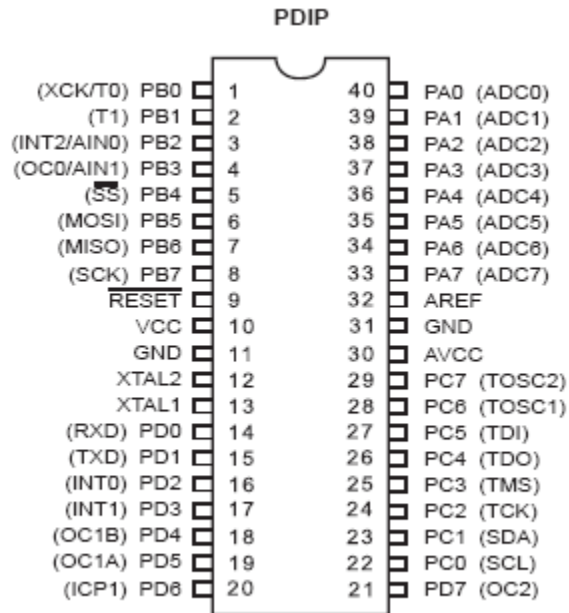 PDIP
(XCK/T0) PB0 1 40 PA0 (ADC0)
(T1) PB1 2 39 PA1 (ADC1)
(INT2/AIN0) PB2 3 38 PA2 (ADC2)
(OC0/AIN1) PB3 4 37 PA3 (ADC3)
(SS) PB4 5 36 PA4 (ADC4)
(MOSI) PB5 6 35 PA5 (ADC5)
(MISO) PB6 7 34 PA6 (ADC6)
(SCK) PB7 8 33 PA7 (ADC7)
RESET 9 32 AREF
VCC 10 31 GND
GND 11 30 AVCC
XTAL2 12 29 PC7 (TOSC2)
XTAL1 13 28 PC6 (TOSC1)
(RXD) PD0 14 27 PC5 (TDI)
(TXD) PD1 15 26 PC4 (TDO)
(INT0) PD2 16 25 PC3 (TMS)
(INT1) PD3 17 24 PC2 (TCK)
(OC1B) PD4 18 23 PC1 (SDA)
(OC1A) PD5 19 22 PC0 (SCL)
(ICP1) PD6 20 21 PD7 (OC2)